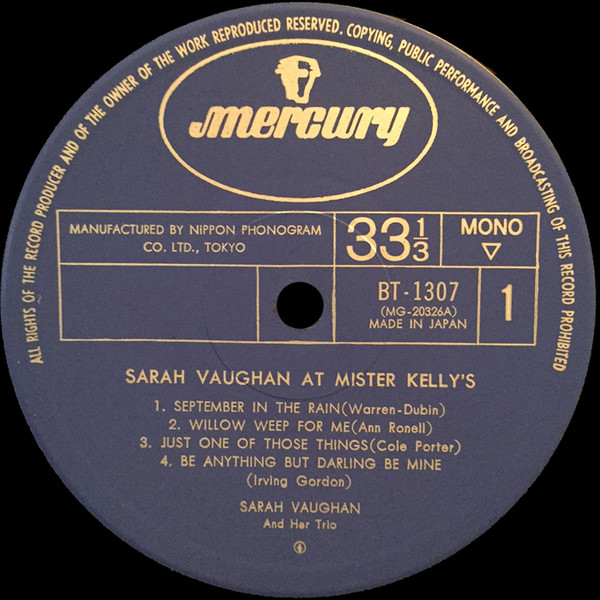 ALL RIGHTS OF THE RECORD PRODUCER AND OF THE OWNER OF THE WORK REPRODUCED RESERVED. COPYING, PUBLIC PERFORMANCE AND BROADCASTING OF THIS RECORD PROHIBITED
mercury
MANUFACTURED BY NIPPON PHONOGRAM
CO. LTD., TOKYO
33 1/3
MONO
▽
BT-1307
(MG-20326A)
MADE IN JAPAN
1
SARAH VAUGHAN AT MISTER KELLY'S
1. SEPTEMBER IN THE RAIN(Warren-Dubin)
2. WILLOW WEEP FOR ME(Ann Ronell)
3. JUST ONE OF THOSE THINGS(Cole Porter)
4. BE ANYTHING BUT DARLING BE MINE
(Irving Gordon)
SARAH VAUGHAN
And Her Trio